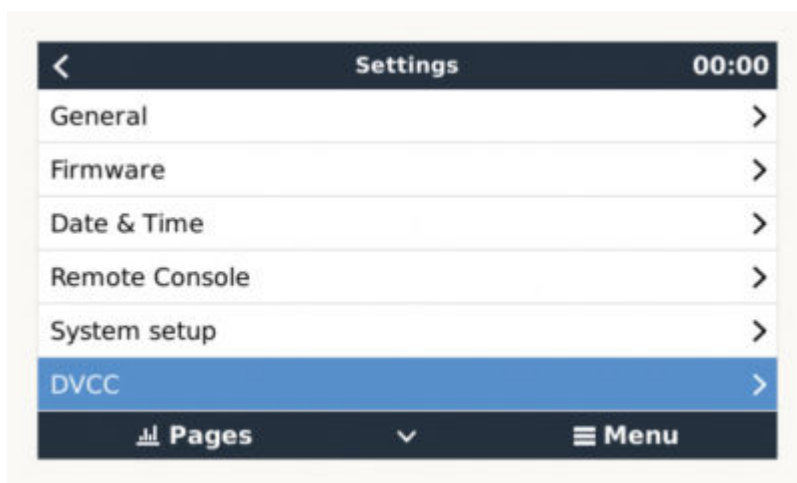 Settings 00:00
General
Firmware
Date & Time
Remote Console
System setup
DVCC
Pages Menu